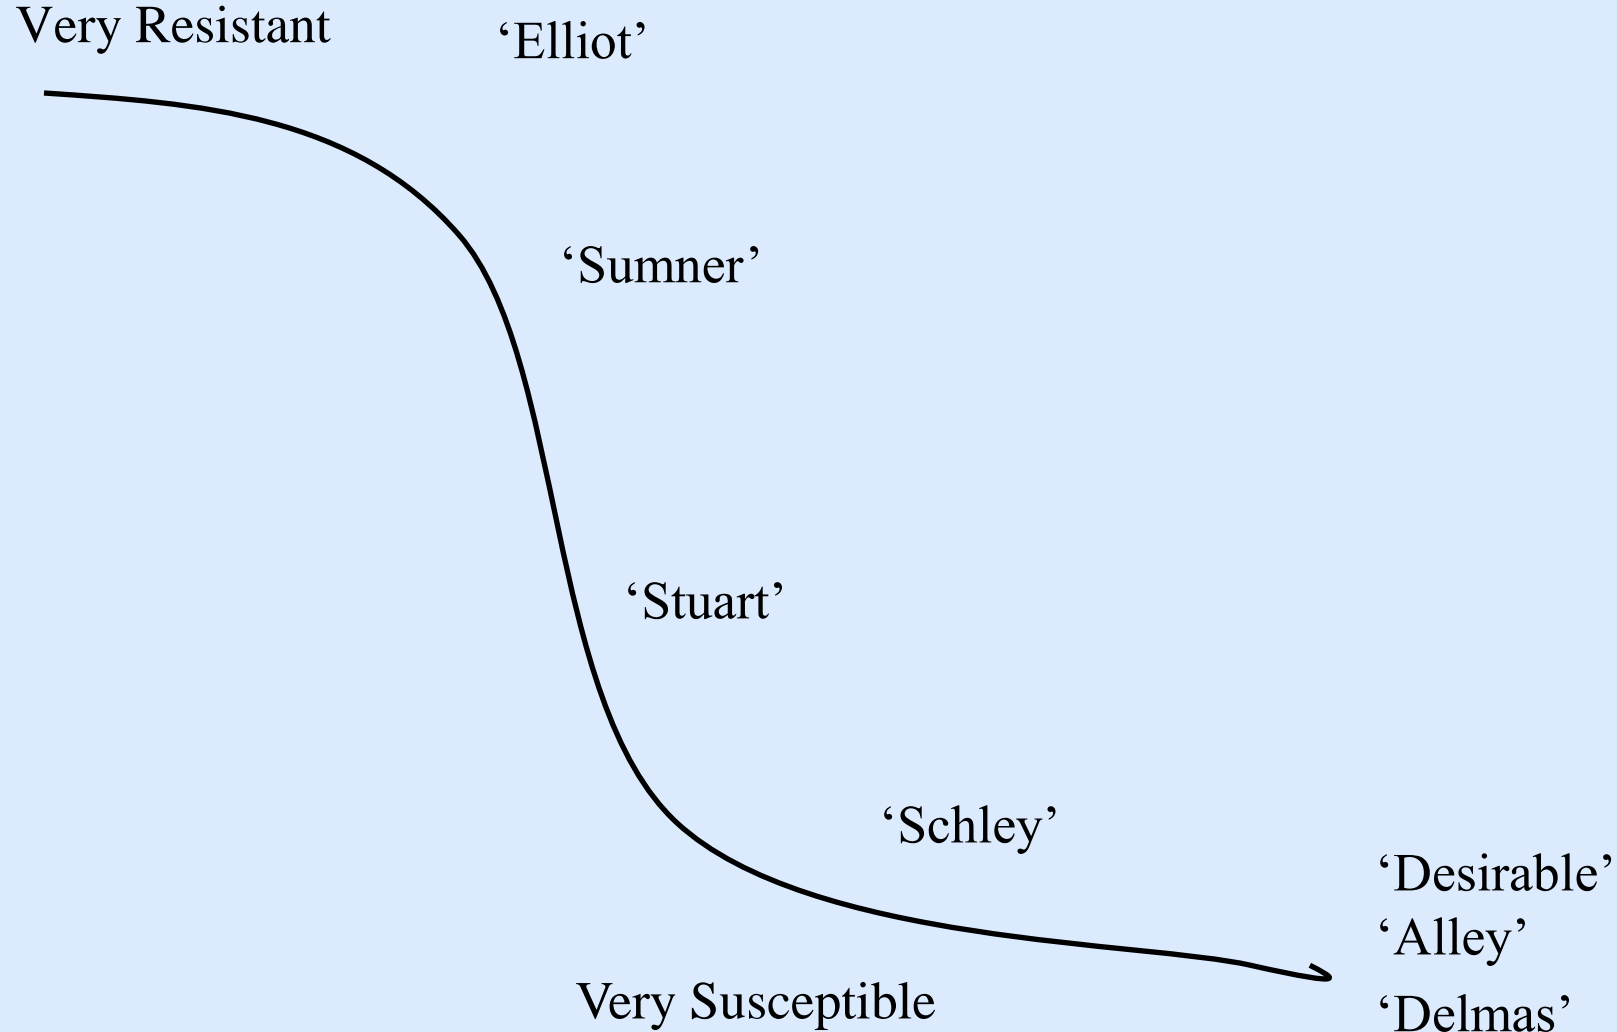 Very Resistant
‘Elliot’
‘Sumner’
‘Stuart’
‘Schley’
‘Desirable’
‘Alley’
Very Susceptible
‘Delmas’